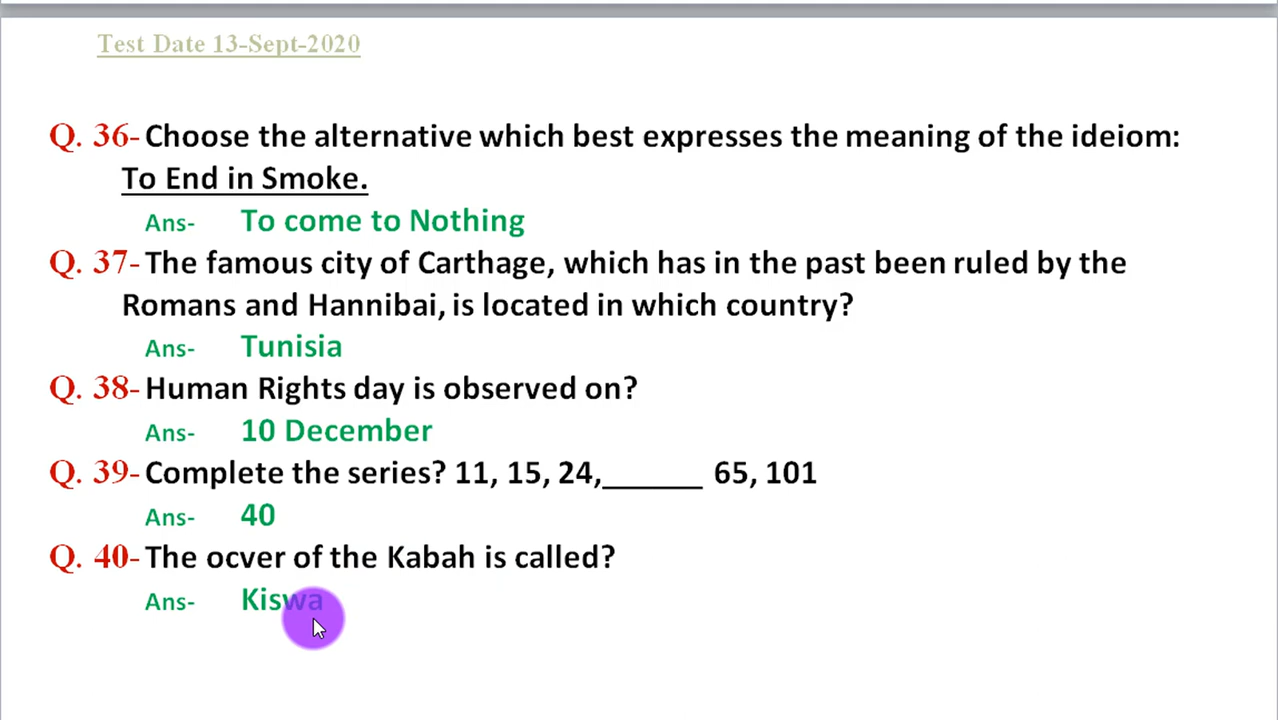 Test Date 13-Sept-2020
Q. 36- Choose the alternative which best expresses the meaning of the ideiom:
To End in Smoke.
Ans- To come to Nothing
Q. 37- The famous city of Carthage, which has in the past been ruled by the
Romans and Hannibai, is located in which country?
Ans- Tunisia
Q. 38- Human Rights day is observed on?
Ans- 10 December
Q. 39- Complete the series? 11, 15, 24,______ 65, 101
Ans- 40
Q. 40- The ocver of the Kabah is called?
Ans- Kiswa